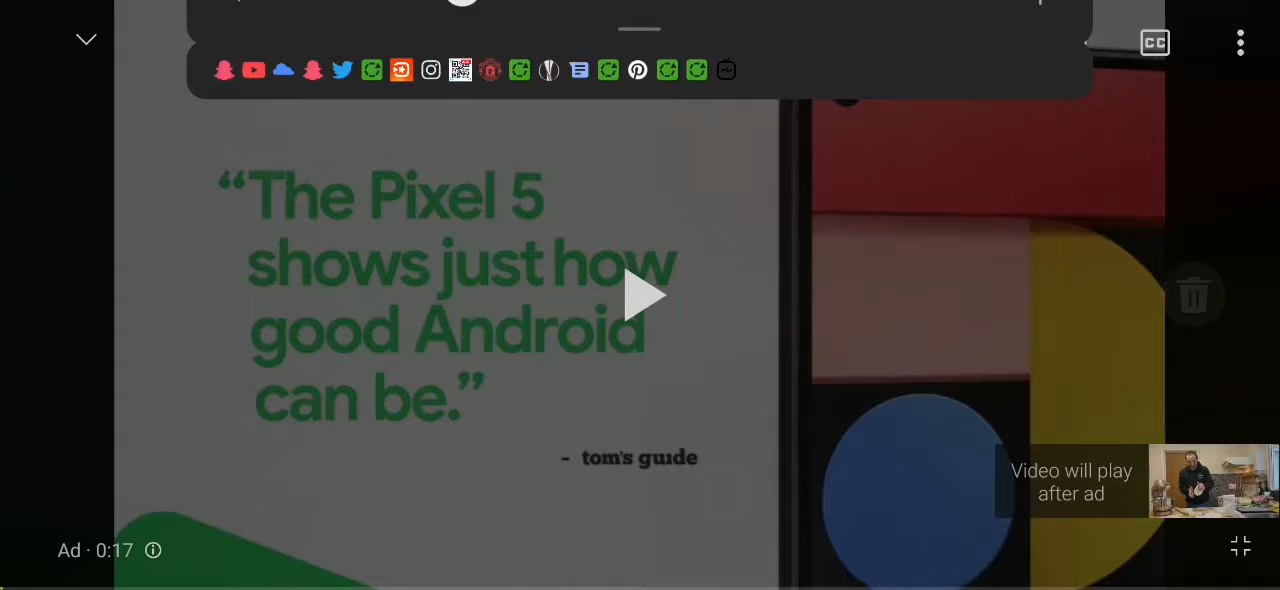 CC
“The Pixel 5
shows just how
good Android
can be.”
- tom's guide
Video will play
after ad
Ad · 0:17